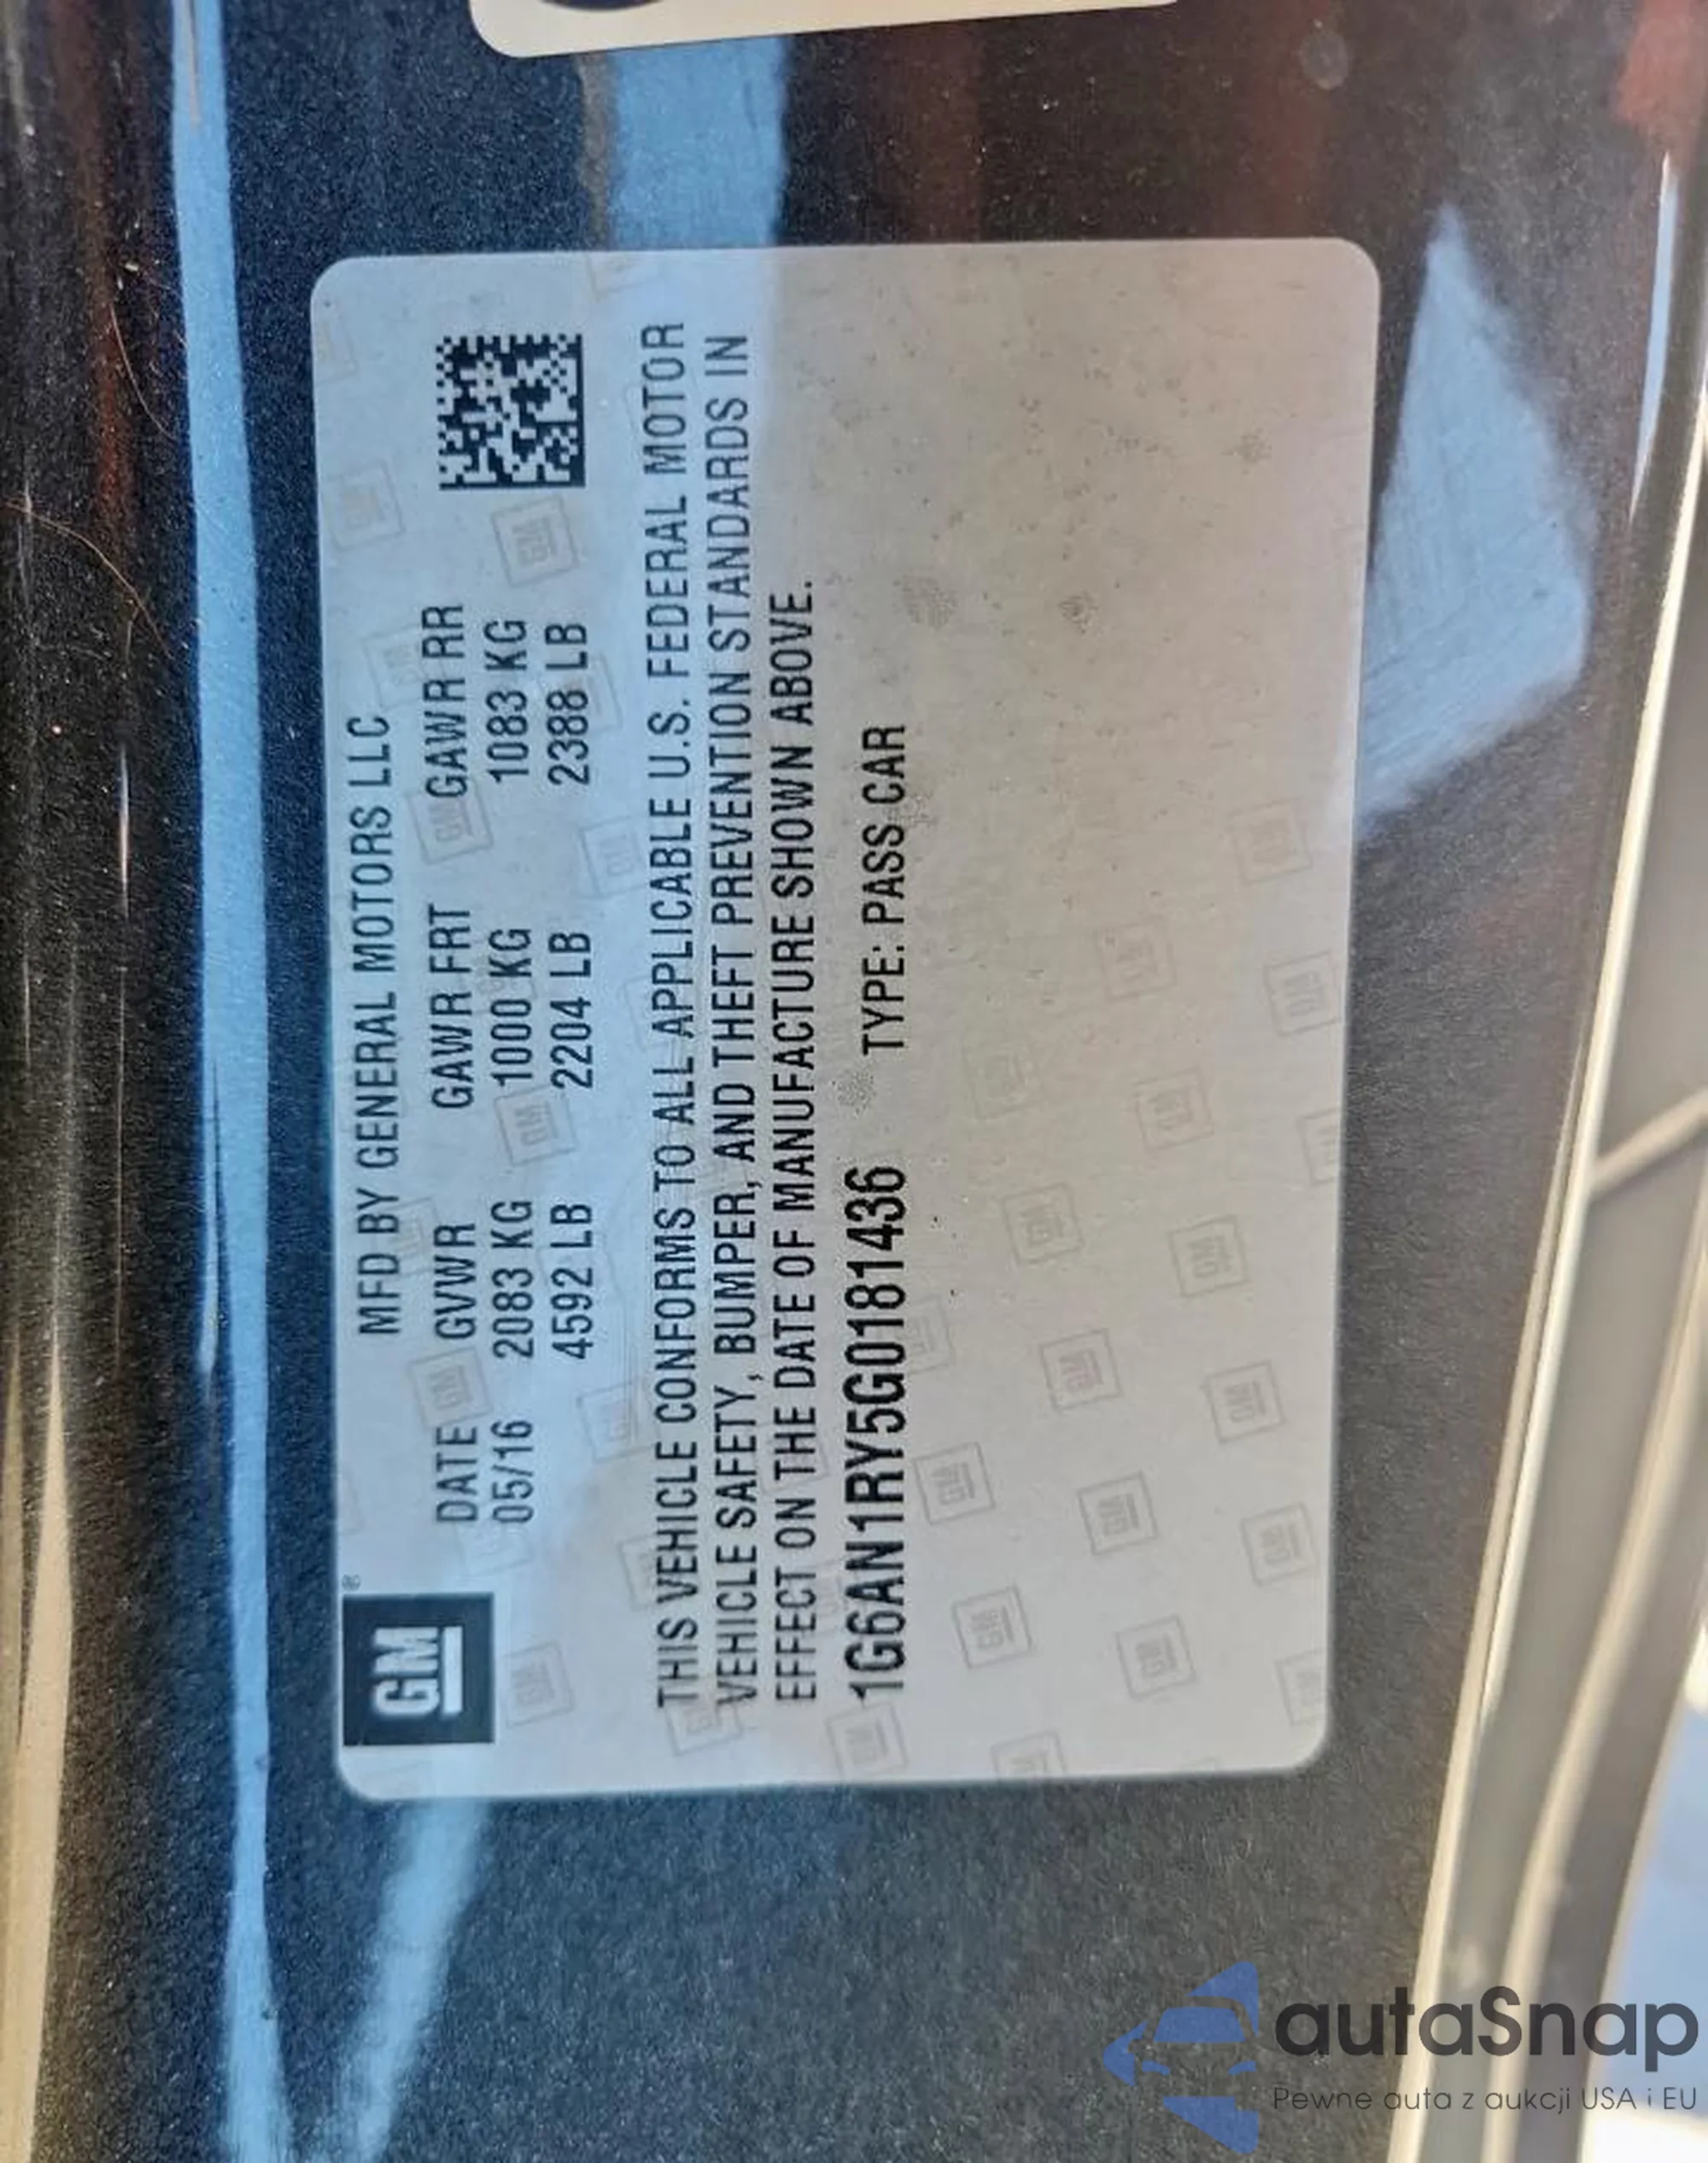 GM ®
MFD BY GENERAL MOTORS LLC
DATE GVWR GAWR FRT GAWR RR
05/16 2083 KG 1000 KG 1083 KG
4592 LB 2204 LB 2388 LB
THIS VEHICLE CONFORMS TO ALL APPLICABLE U.S. FEDERAL MOTOR
VEHICLE SAFETY, BUMPER, AND THEFT PREVENTION STANDARDS IN
EFFECT ON THE DATE OF MANUFACTURE SHOWN ABOVE.
1G6AN1RY5G0181436 TYPE: PASS CAR
autaSnap
Pewne auta z aukcji USA i EU